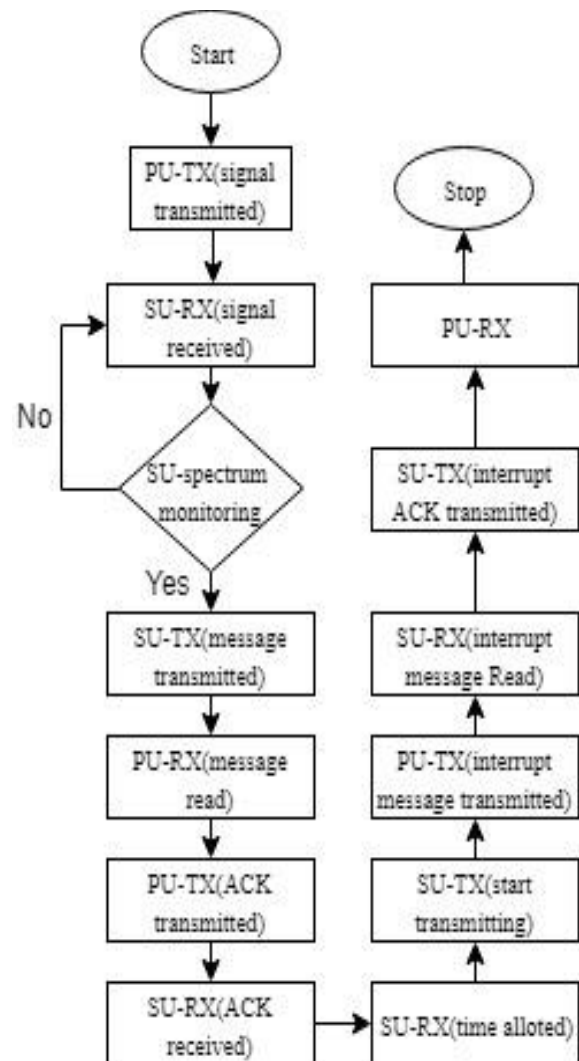 Start
PU-TX(signal
transmitted)
SU-RX(signal
received)
No
SU-spectrum
monitoring
Yes
SU-TX(message
transmitted)
PU-RX(message
read)
PU-TX(ACK
transmitted)
SU-RX(ACK
received)
SU-RX(time alloted)
SU-TX(start
transmitting)
PU-TX(interrupt
message transmitted)
SU-RX(interrupt
message Read)
SU-TX(interrupt
ACK transmitted)
PU-RX
Stop